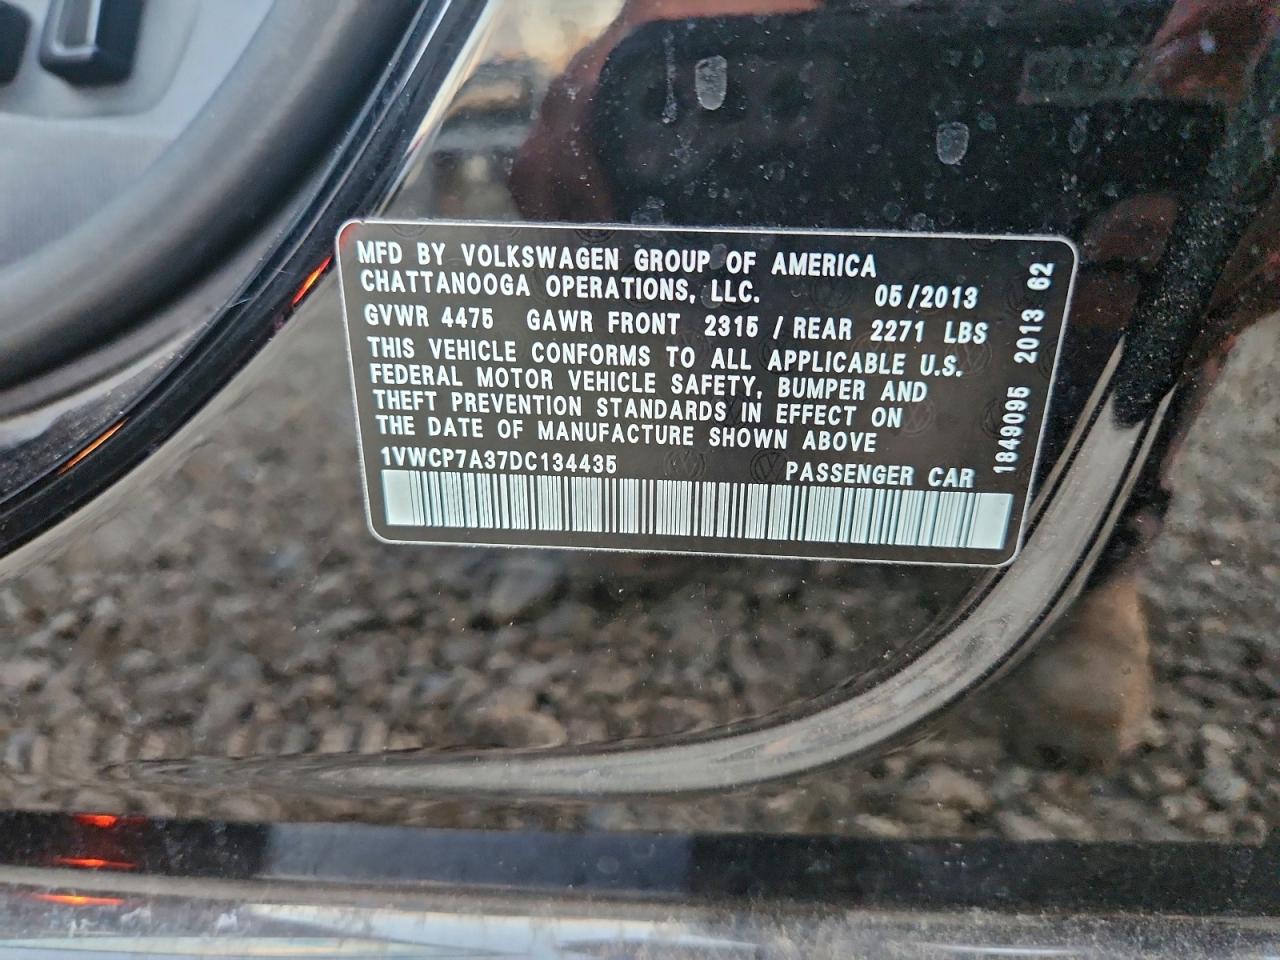 MFD BY VOLKSWAGEN GROUP OF AMERICA
CHATTANOOGA OPERATIONS, LLC. 05/2013
GVWR 4475 GAWR FRONT 2315 / REAR 2271 LBS
THIS VEHICLE CONFORMS TO ALL APPLICABLE U.S.
FEDERAL MOTOR VEHICLE SAFETY, BUMPER AND
THEFT PREVENTION STANDARDS IN EFFECT ON
THE DATE OF MANUFACTURE SHOWN ABOVE
1VWCP7A37DC134435 PASSENGER CAR
1849095 2013 62